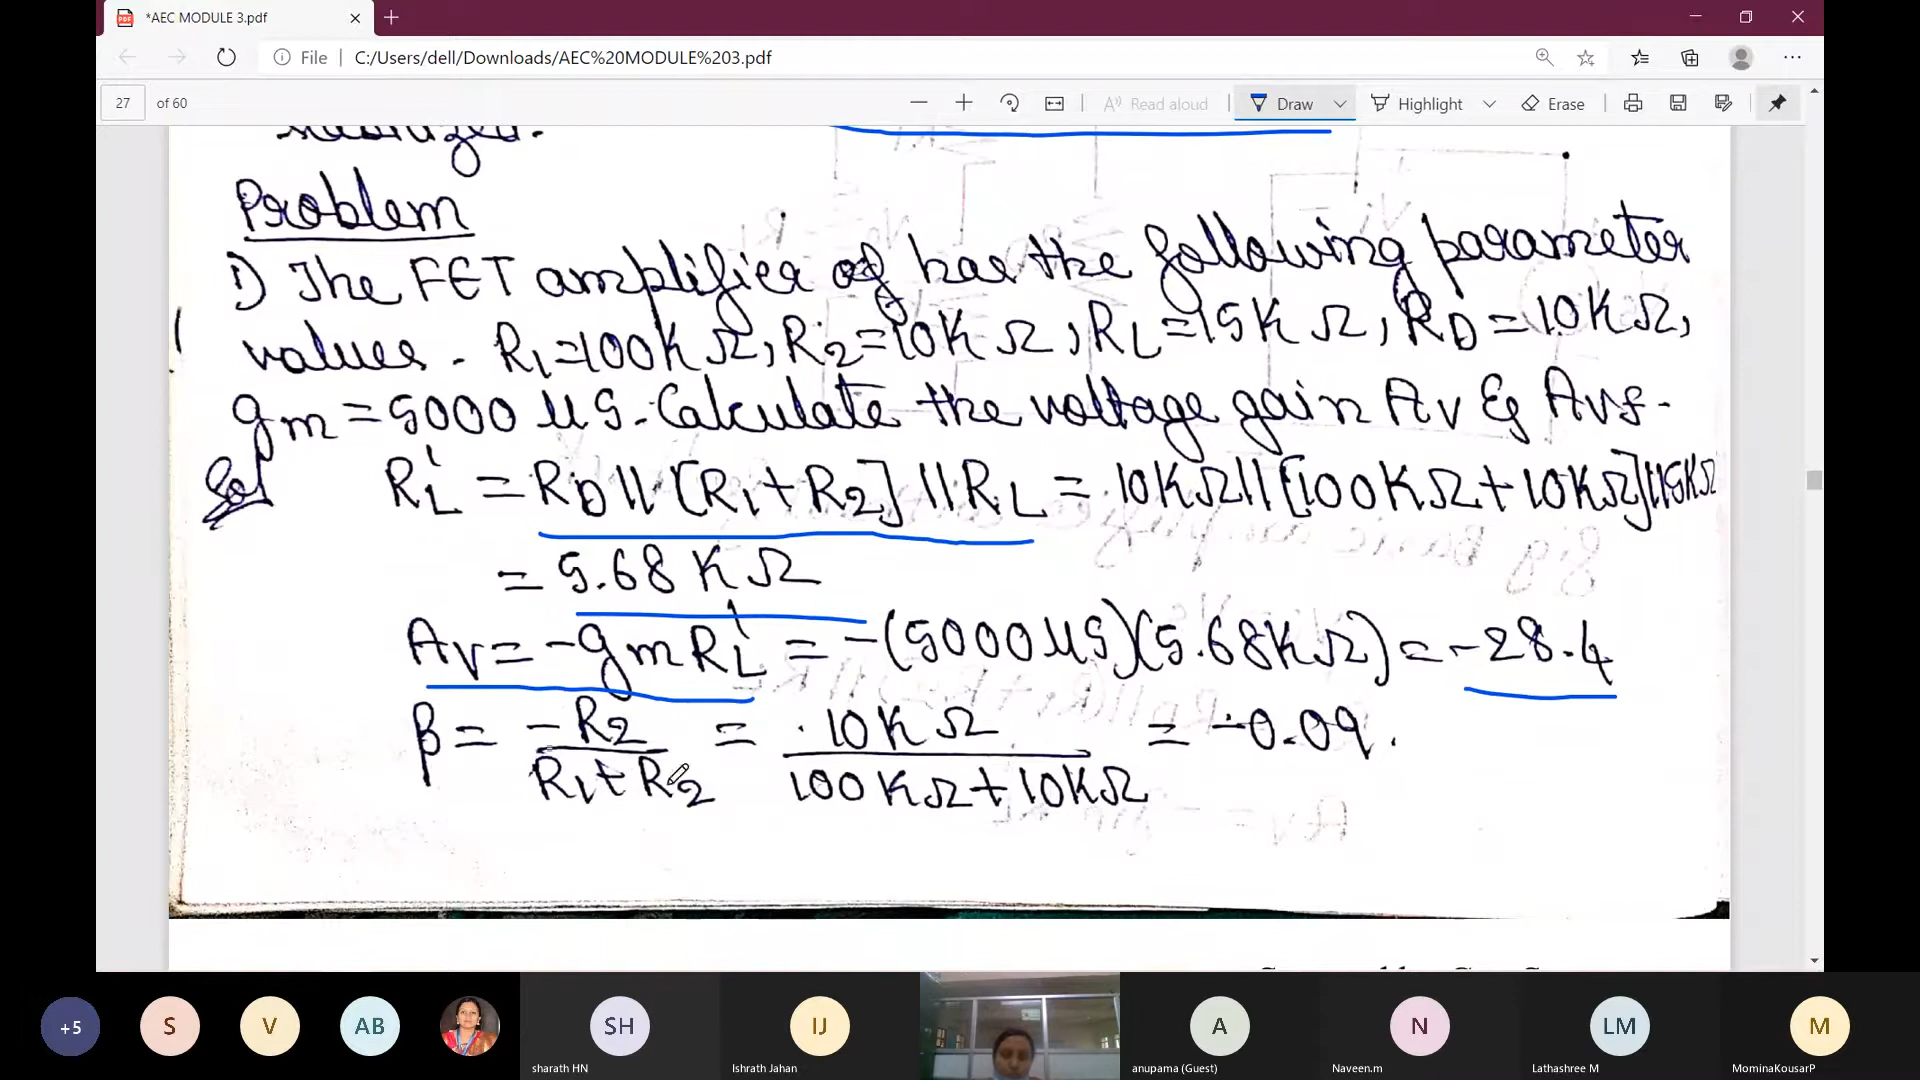 *AEC MODULE 3.pdf
File C:/Users/dell/Downloads/AEC%20MODULE%203.pdf
27 of 60 Read aloud Draw Highlight Erase
Problem
1) The FET amplifier of has the following parameter
values. R1=100KΩ, R2=10KΩ, RL=15KΩ, RD=10KΩ,
gm=5000 μS. Calculate the voltage gain Av & Avf.
Sol RL' = RD||[R1+R2]||RL = 10KΩ||[100KΩ+10KΩ]||15KΩ
= 5.68 KΩ
Av = -gmRL' = -(5000μS)(5.68KΩ) = -28.4
β = -R2/R1+R2 = 10KΩ/100KΩ+10KΩ = -0.09.
+5 S V AB SH IJ A N LM M
sharath HN Ishrath Jahan anupama (Guest) Naveen.m Lathashree M MominaKousarP